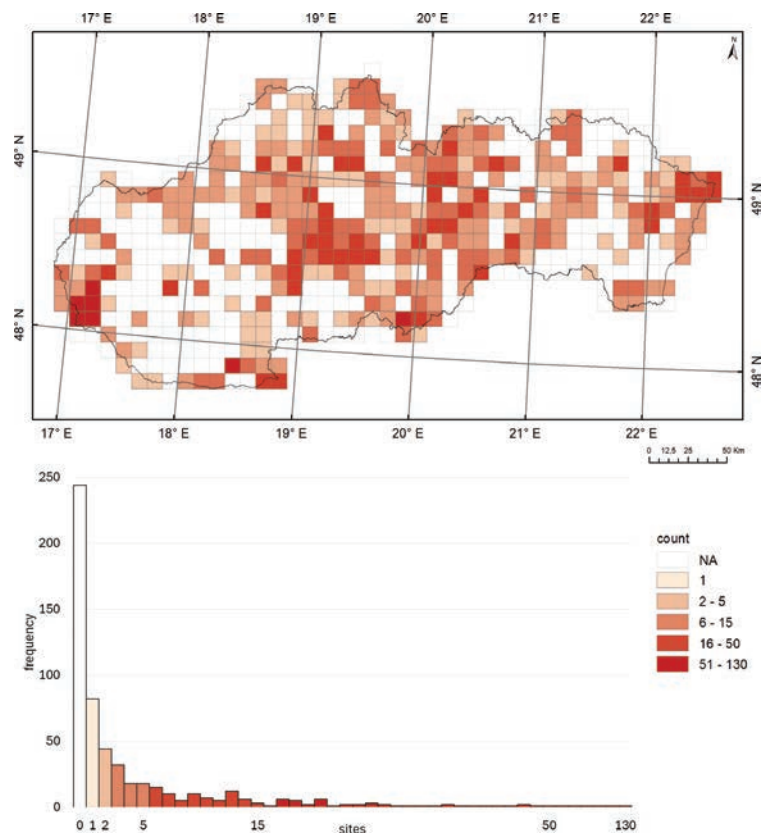 17° E 18° E 19° E 20° E 21° E 22° E
N
49° N
49° N
48° N
48° N
17° E 18° E 19° E 20° E 21° E 22° E
0 12,5 25 50 Km
250
200
150
100
50
0
frequency
0 1 2 5 15 50 130
sites
count
NA
1
2 - 5
6 - 15
16 - 50
51 - 130